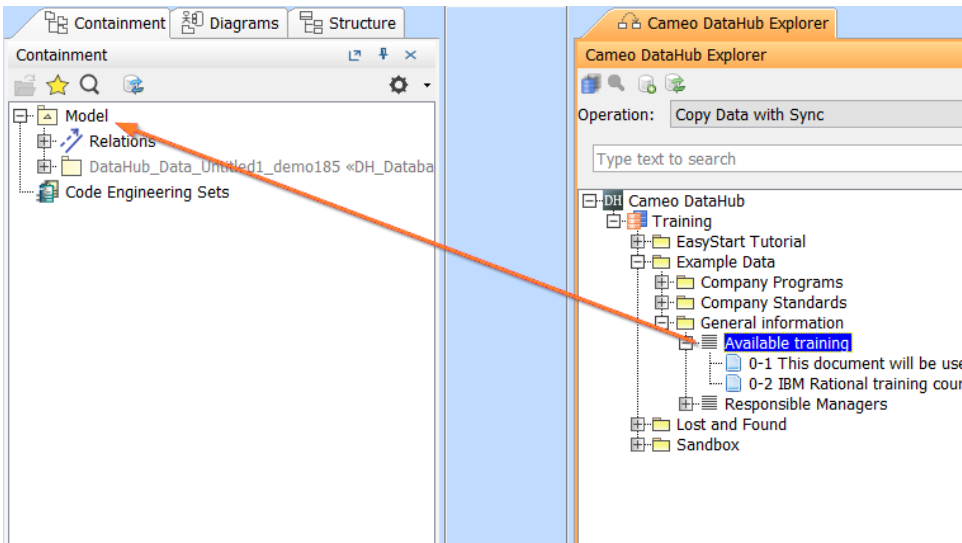 Containment Diagrams Structure
Containment
Model
Relations
DataHub_Data_Untitled1_demo185 «DH_Databa
Code Engineering Sets
Cameo DataHub Explorer
Cameo DataHub Explorer
Operation: Copy Data with Sync
Type text to search
DH Cameo DataHub
Training
EasyStart Tutorial
Example Data
Company Programs
Company Standards
General information
Available training
0-1 This document will be use
0-2 IBM Rational training cour
Responsible Managers
Lost and Found
Sandbox